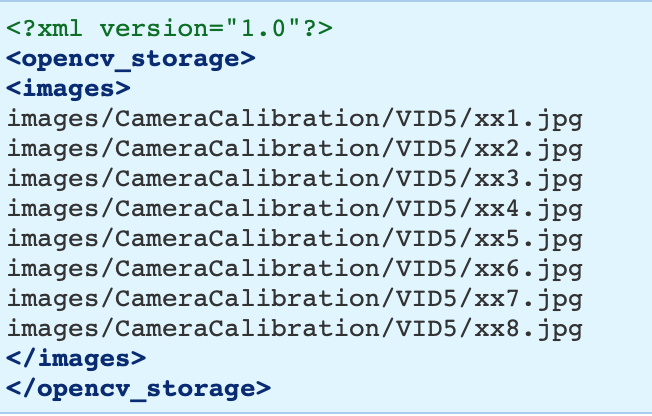 <?xml version="1.0"?>
<opencv_storage>
<images>
images/CameraCalibration/VID5/xx1.jpg
images/CameraCalibration/VID5/xx2.jpg
images/CameraCalibration/VID5/xx3.jpg
images/CameraCalibration/VID5/xx4.jpg
images/CameraCalibration/VID5/xx5.jpg
images/CameraCalibration/VID5/xx6.jpg
images/CameraCalibration/VID5/xx7.jpg
images/CameraCalibration/VID5/xx8.jpg
</images>
</opencv_storage>